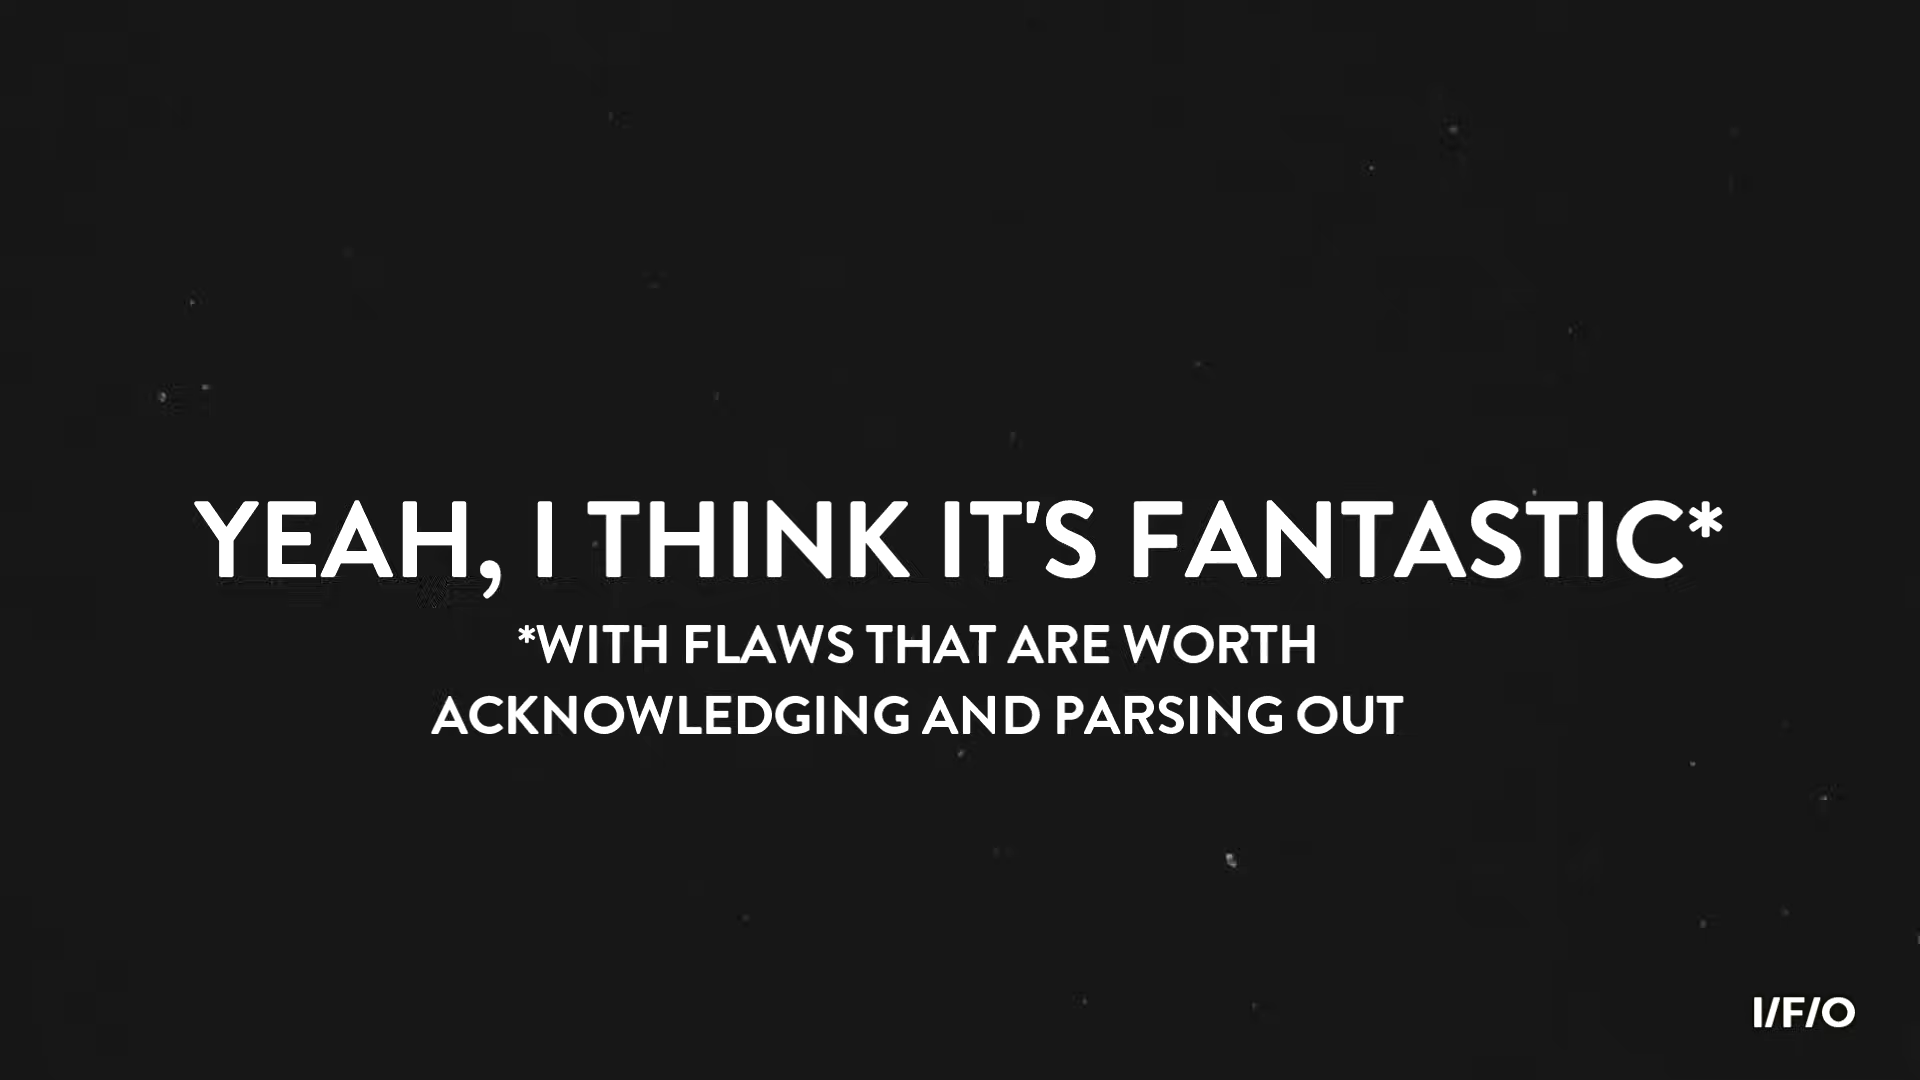 YEAH, I THINK IT'S FANTASTIC*
*WITH FLAWS THAT ARE WORTH
ACKNOWLEDGING AND PARSING OUT
I/F/O